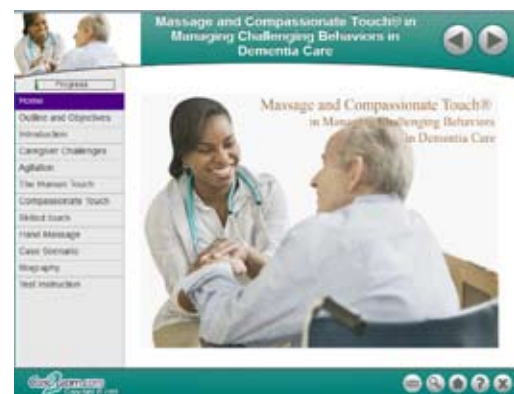 Massage and Compassionate Touch® in
Managing Challenging Behaviors in
Dementia Care
Progress
Home
Outline and Objectives
Introduction
Caregiver Challenges
Agitation
The Human Touch
Compassionate Touch
Skilled touch
Hand Massage
Case Scenario
Biography
Test Instruction
Massage and Compassionate Touch®
in Managing Challenging Behaviors
in Dementia Care